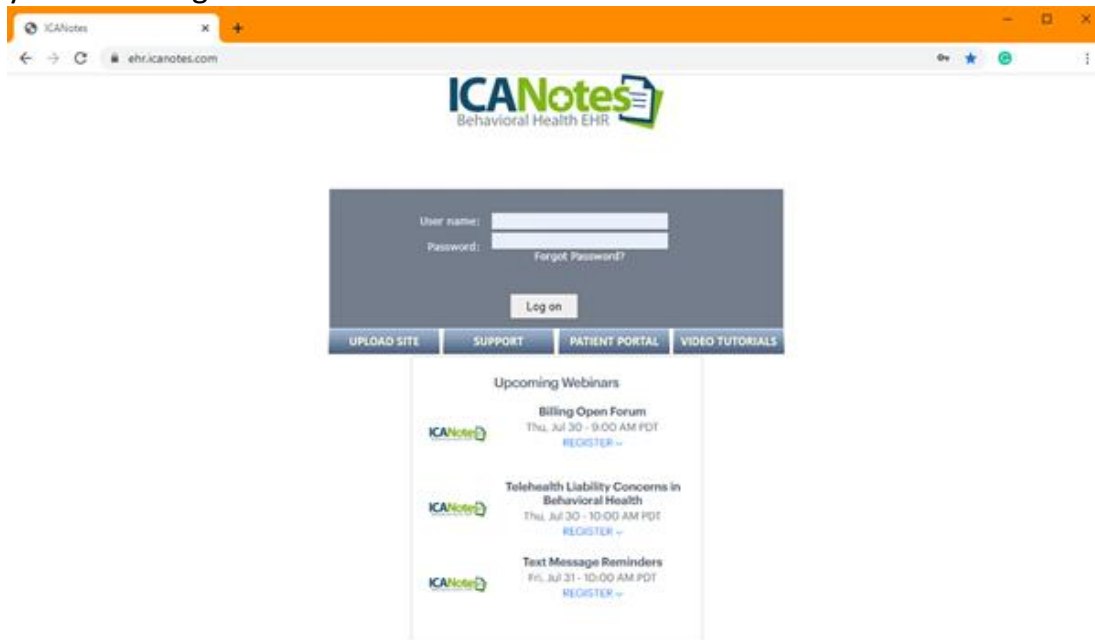 ICANotes
ehr.icanotes.com
ICANotes
Behavioral Health EHR
User name:
Password:
Forgot Password?
Log on
UPLOAD SITE SUPPORT PATIENT PORTAL VIDEO TUTORIALS
Upcoming Webinars
Billing Open Forum
Thu, Jul 30 - 9:00 AM PDT
ICANotes
REGISTER
Telehealth Liability Concerns in
Behavioral Health
ICANotes
Thu, Jul 30 - 10:00 AM PDT
REGISTER
Text Message Reminders
Fri, Jul 31 - 10:00 AM PDT
ICANotes
REGISTER